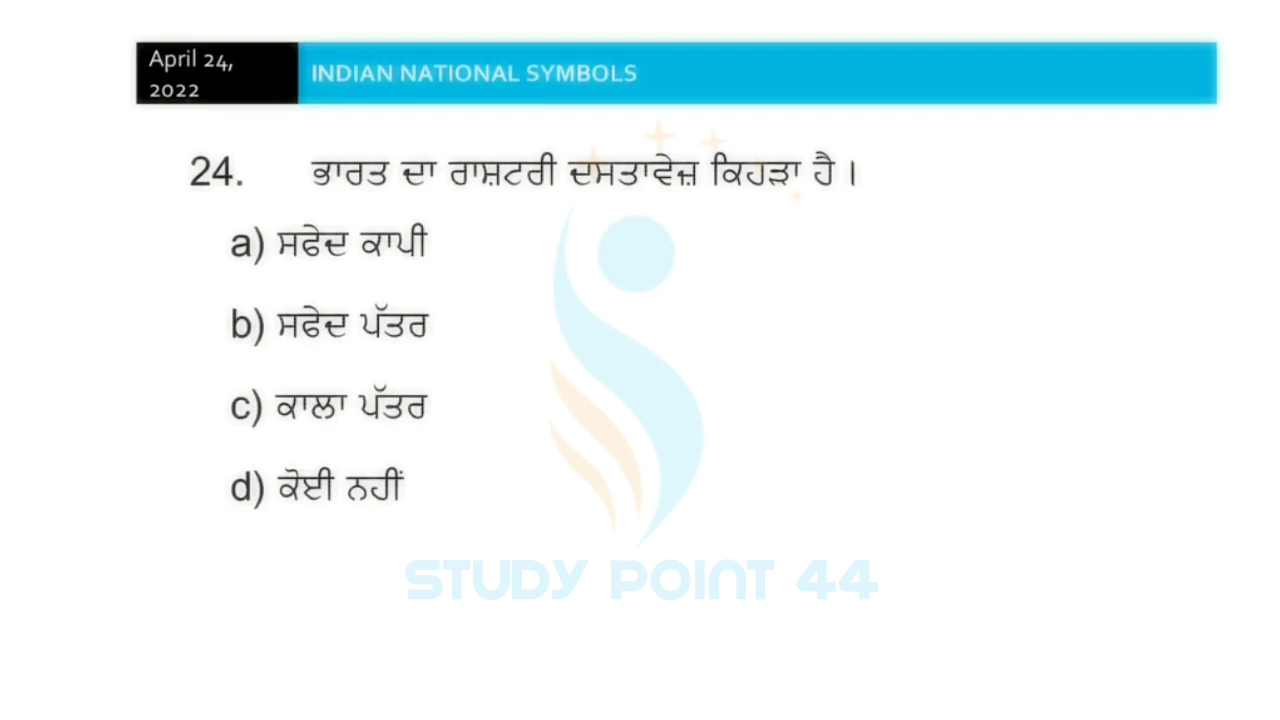 April 24,
2022
INDIAN NATIONAL SYMBOLS
24. ਭਾਰਤ ਦਾ ਰਾਸ਼ਟਰੀ ਦਸਤਾਵੇਜ਼ ਕਿਹੜਾ ਹੈ।
a) ਸਫੇਦ ਕਾਪੀ
b) ਸਫੇਦ ਪੱਤਰ
c) ਕਾਲਾ ਪੱਤਰ
d) ਕੋਈ ਨਹੀਂ
STUDY POINT 44